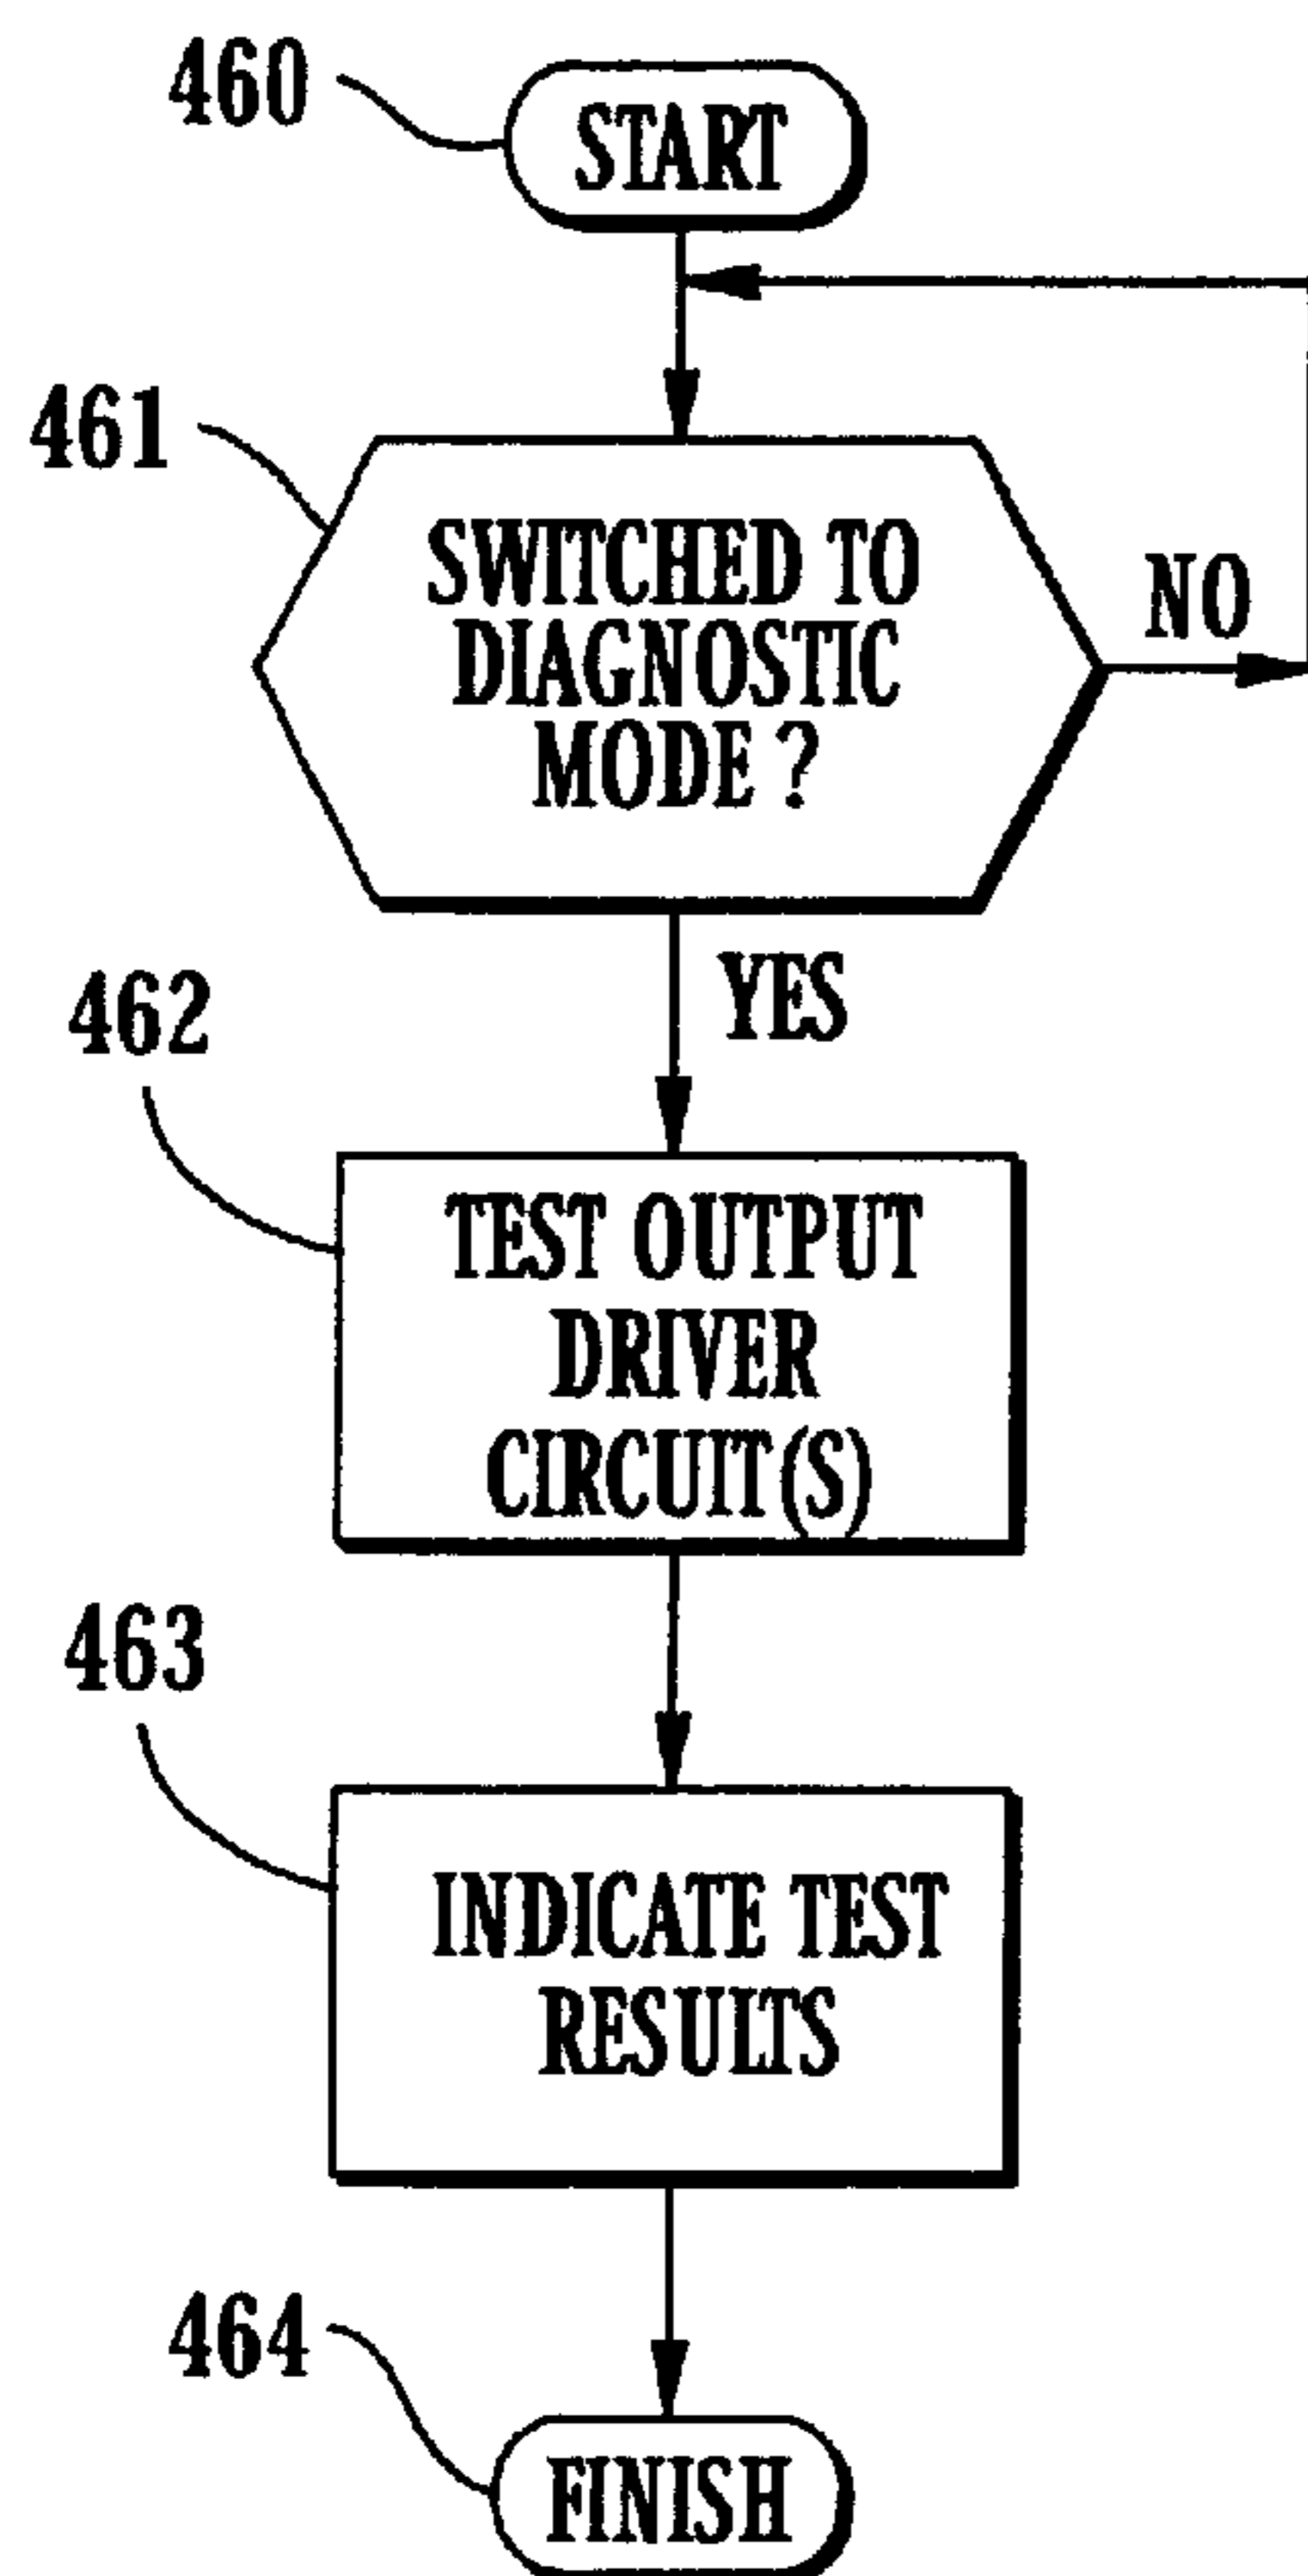 460
START
461
SWITCHED TO
DIAGNOSTIC
MODE ?
NO
YES
462
TEST OUTPUT
DRIVER
CIRCUIT(S)
463
INDICATE TEST
RESULTS
464
FINISH